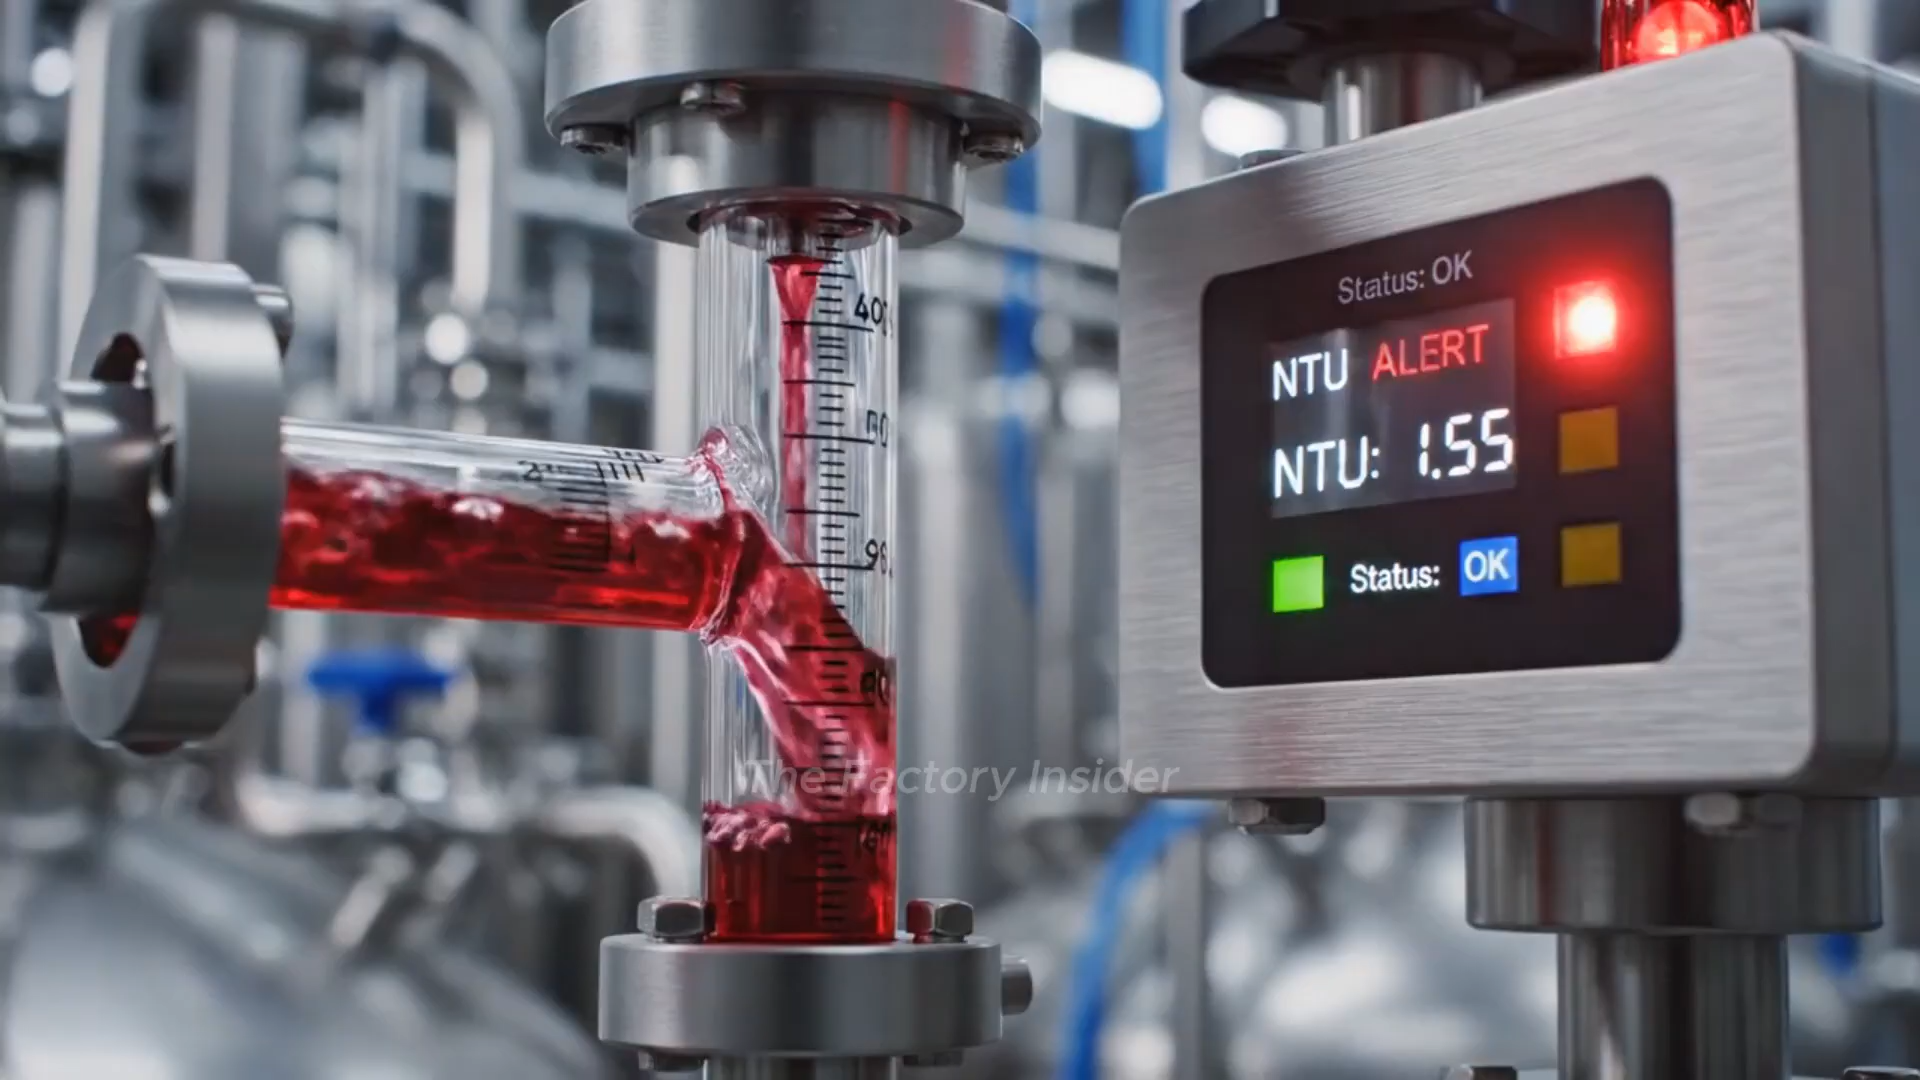 Status: OK
NTU ALERT
NTU: 1.55
Status: OK
The Factory Insider